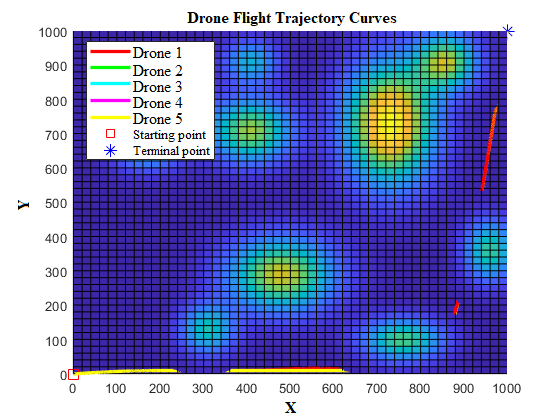 Drone Flight Trajectory Curves
1000
900
800
700
600
500
400
300
200
100
0
Y
Drone 1
Drone 2
Drone 3
Drone 4
Drone 5
Starting point
Terminal point
0 100 200 300 400 500 600 700 800 900 1000
X